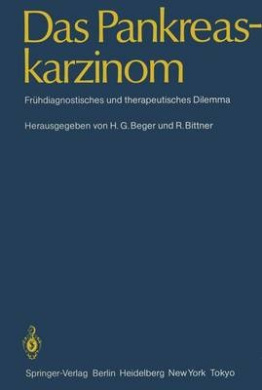 Das Pankreas-
karzinom
Frühdiagnostisches und therapeutisches Dilemma
Herausgegeben von H. G. Beger und R. Bittner
Springer-Verlag Berlin Heidelberg New York Tokyo